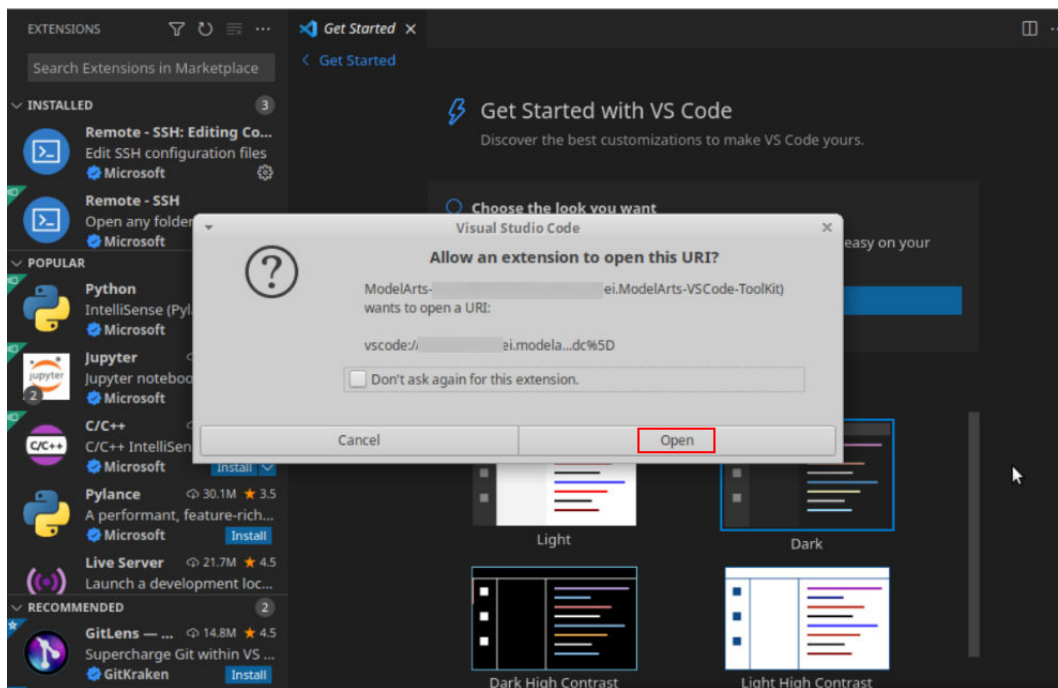 EXTENSIONS
Search Extensions in Marketplace
INSTALLED 3
Remote - SSH: Editing Co...
Edit SSH configuration files
Microsoft
Remote - SSH
Open any folder
Microsoft
POPULAR
Python
IntelliSense (Pyl
Microsoft
Jupyter
Jupyter noteboo
jupyter
2
Microsoft
C/C++
C/C++ IntelliSen
C/C++
Microsoft
Install
Pylance 30.1M ★ 3.5
A performant, feature-rich...
Microsoft Install
Live Server 21.7M ★ 4.5
Launch a development loc...
RECOMMENDED 2
GitLens — ... 14.8M ★ 4.5
Supercharge Git within VS ...
GitKraken Install
Get Started
Get Started
Get Started with VS Code
Discover the best customizations to make VS Code yours.
Choose the look you want
easy on your
Visual Studio Code
Allow an extension to open this URI?
ModelArts- ei.ModelArts-VSCode-ToolKit)
wants to open a URI:
vscode:// ei.modela...dc%5D
Don't ask again for this extension.
Cancel Open
Light Dark
Dark High Contrast Light High Contrast